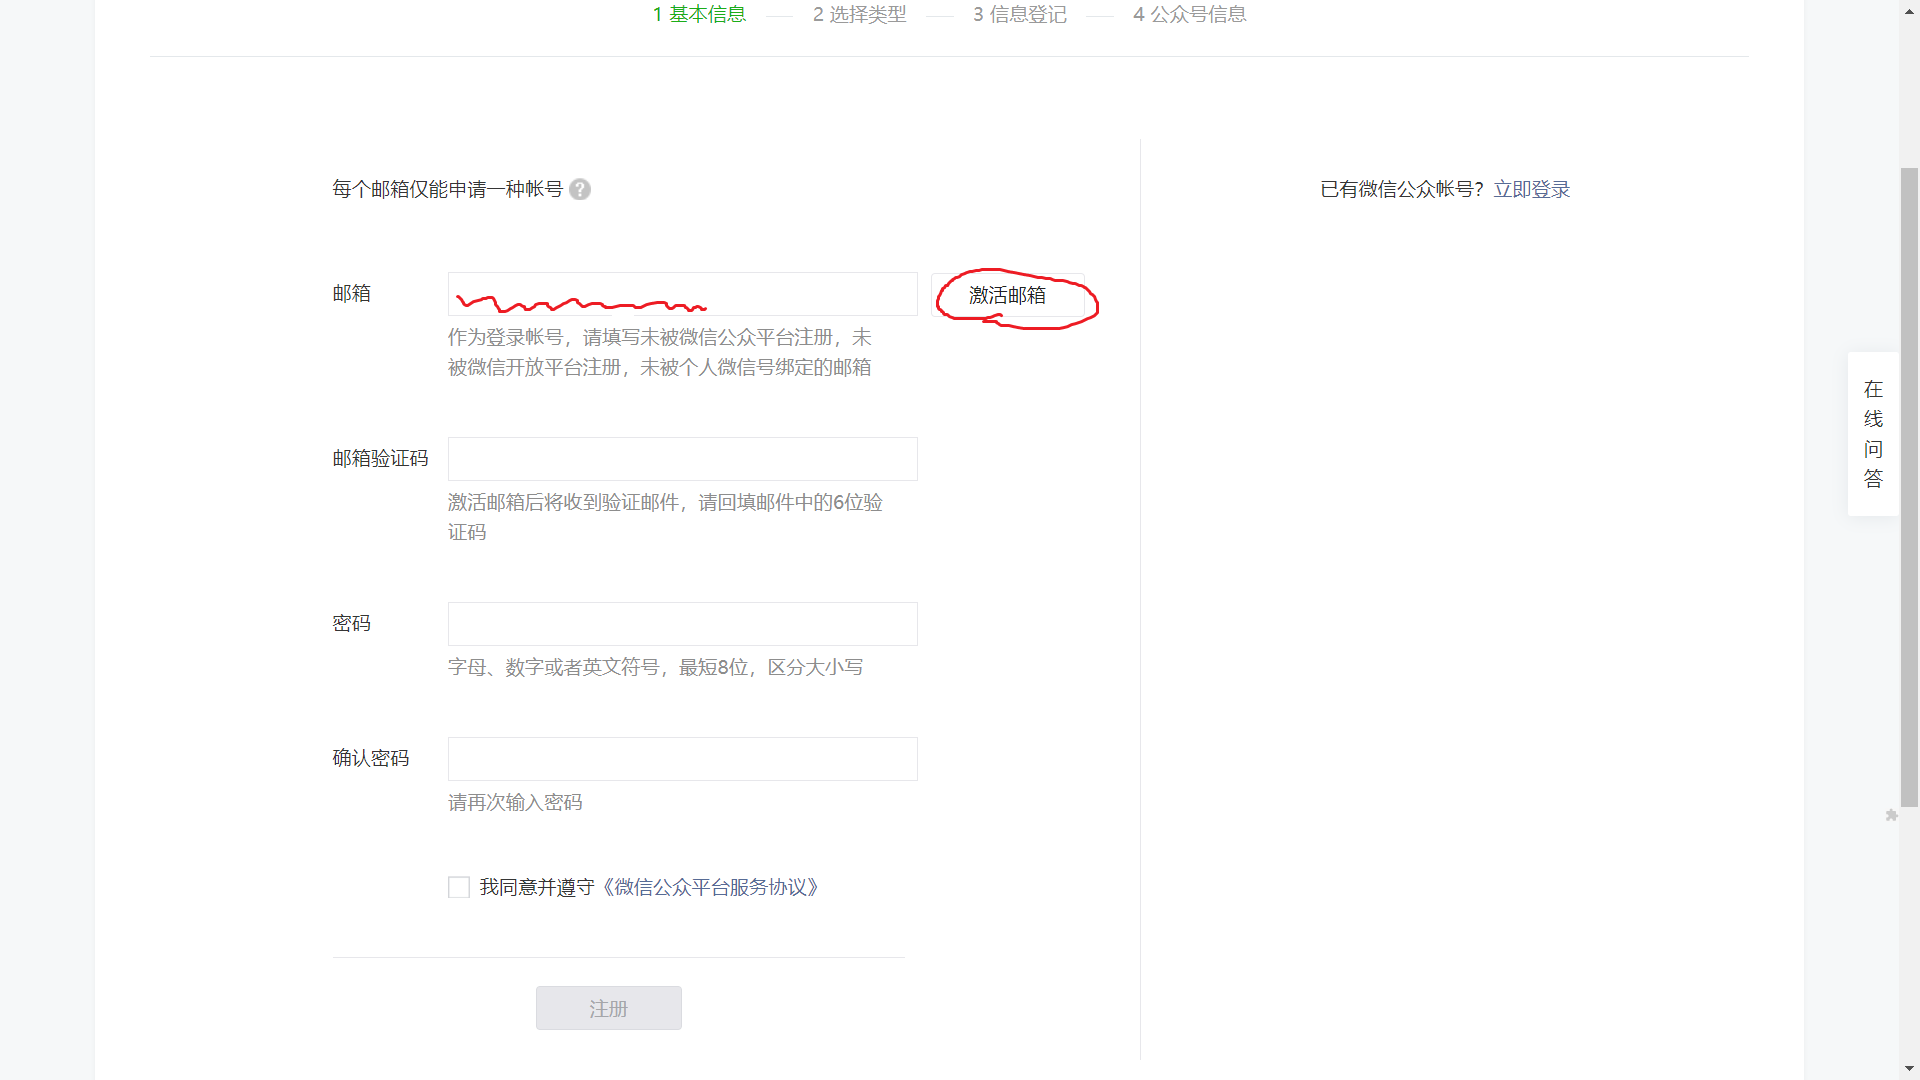 1 基本信息 2 选择类型 3 信息登记 4 公众号信息
每个邮箱仅能申请一种帐号 ?
已有微信公众帐号? 立即登录
邮箱
激活邮箱
作为登录帐号，请填写未被微信公众平台注册，未
被微信开放平台注册，未被个人微信号绑定的邮箱
邮箱验证码
激活邮箱后将收到验证邮件，请回填邮件中的6位验
证码
密码
字母、数字或者英文符号，最短8位，区分大小写
确认密码
请再次输入密码
我同意并遵守《微信公众平台服务协议》
注册
在
线
问
答